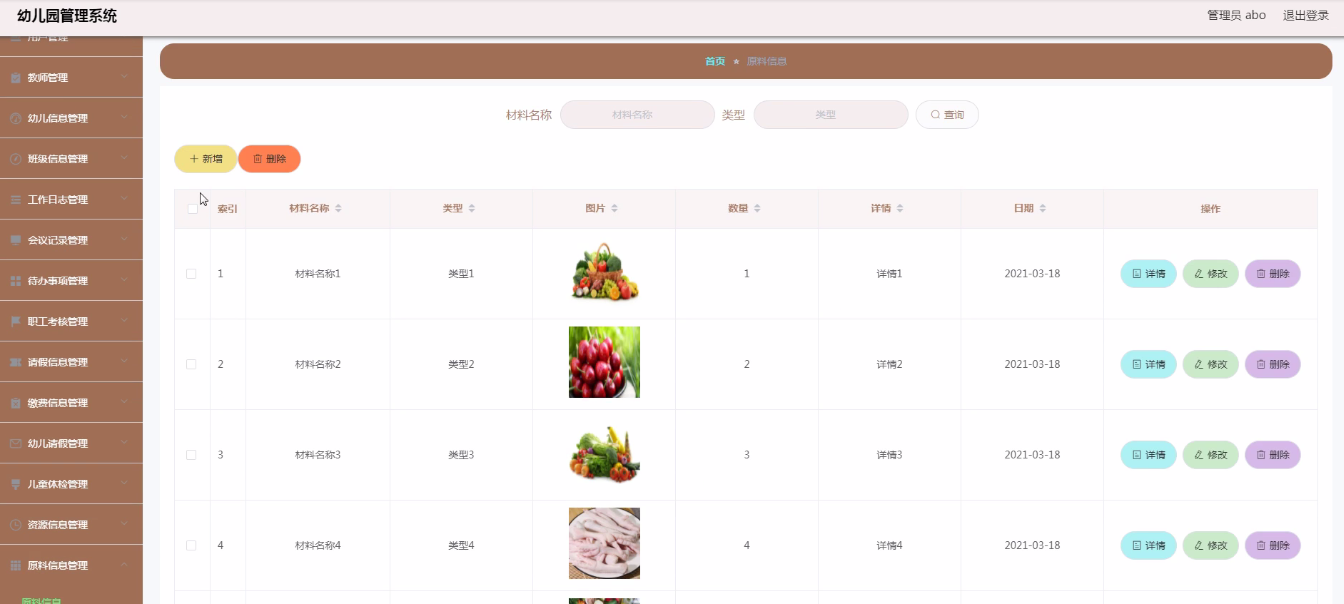 幼儿园管理系统
管理员 abo 退出登录
用户管理
教师管理
幼儿信息管理
班级信息管理
工作日志管理
会议记录管理
待办事项管理
职工考核管理
请假信息管理
缴费信息管理
幼儿请假管理
儿童体检管理
资源信息管理
原料信息管理
原料信息
首页 原料信息
材料名称 材料名称 类型 类型 查询
新增 删除
索引 材料名称 类型 图片 数量 详情 日期 操作
1 材料名称1 类型1 1 详情1 2021-03-18 详情 修改 删除
2 材料名称2 类型2 2 详情2 2021-03-18 详情 修改 删除
3 材料名称3 类型3 3 详情3 2021-03-18 详情 修改 删除
4 材料名称4 类型4 4 详情4 2021-03-18 详情 修改 删除